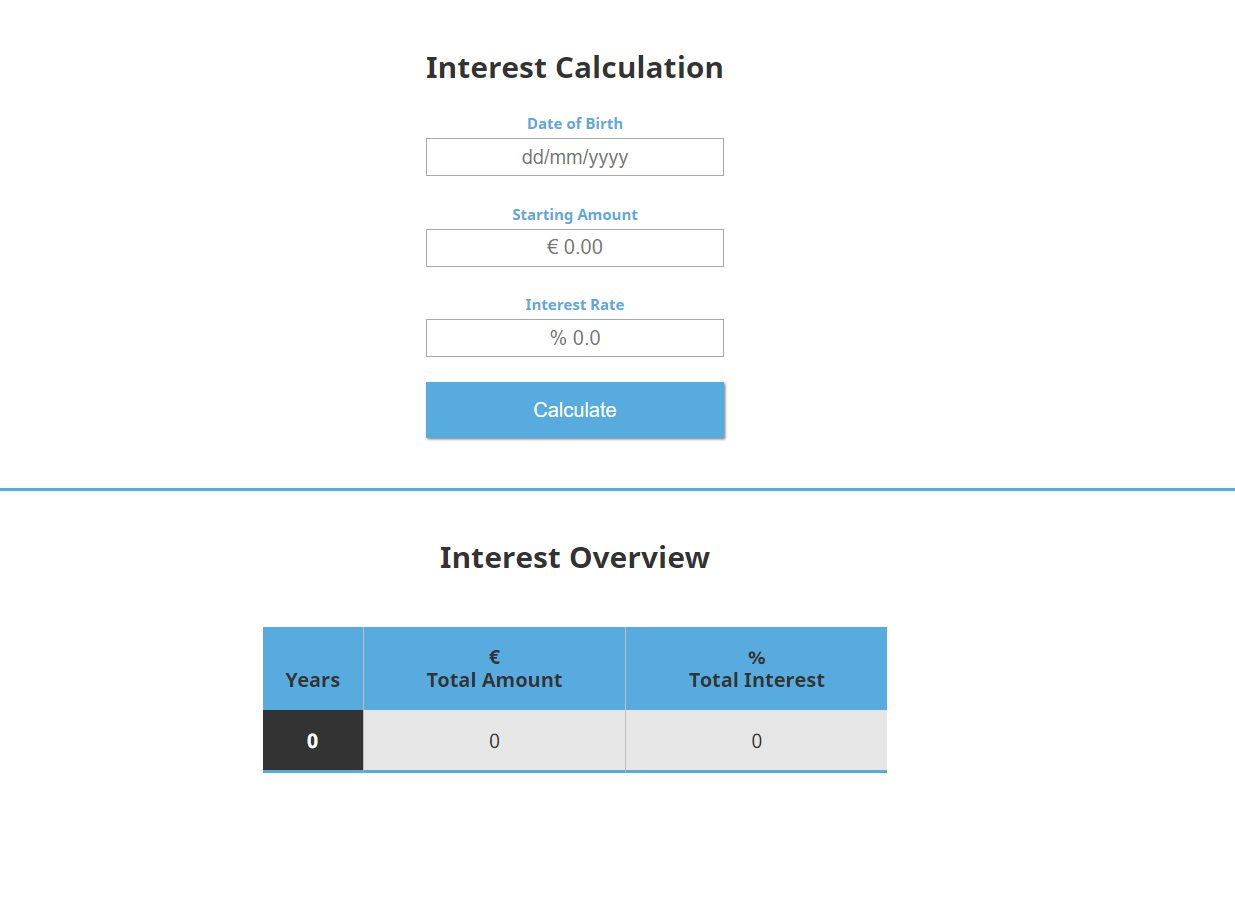 Interest Calculation
Date of Birth
dd/mm/yyyy
Starting Amount
€ 0.00
Interest Rate
% 0.0
Calculate
Interest Overview
Years
€
Total Amount
%
Total Interest
0
0
0